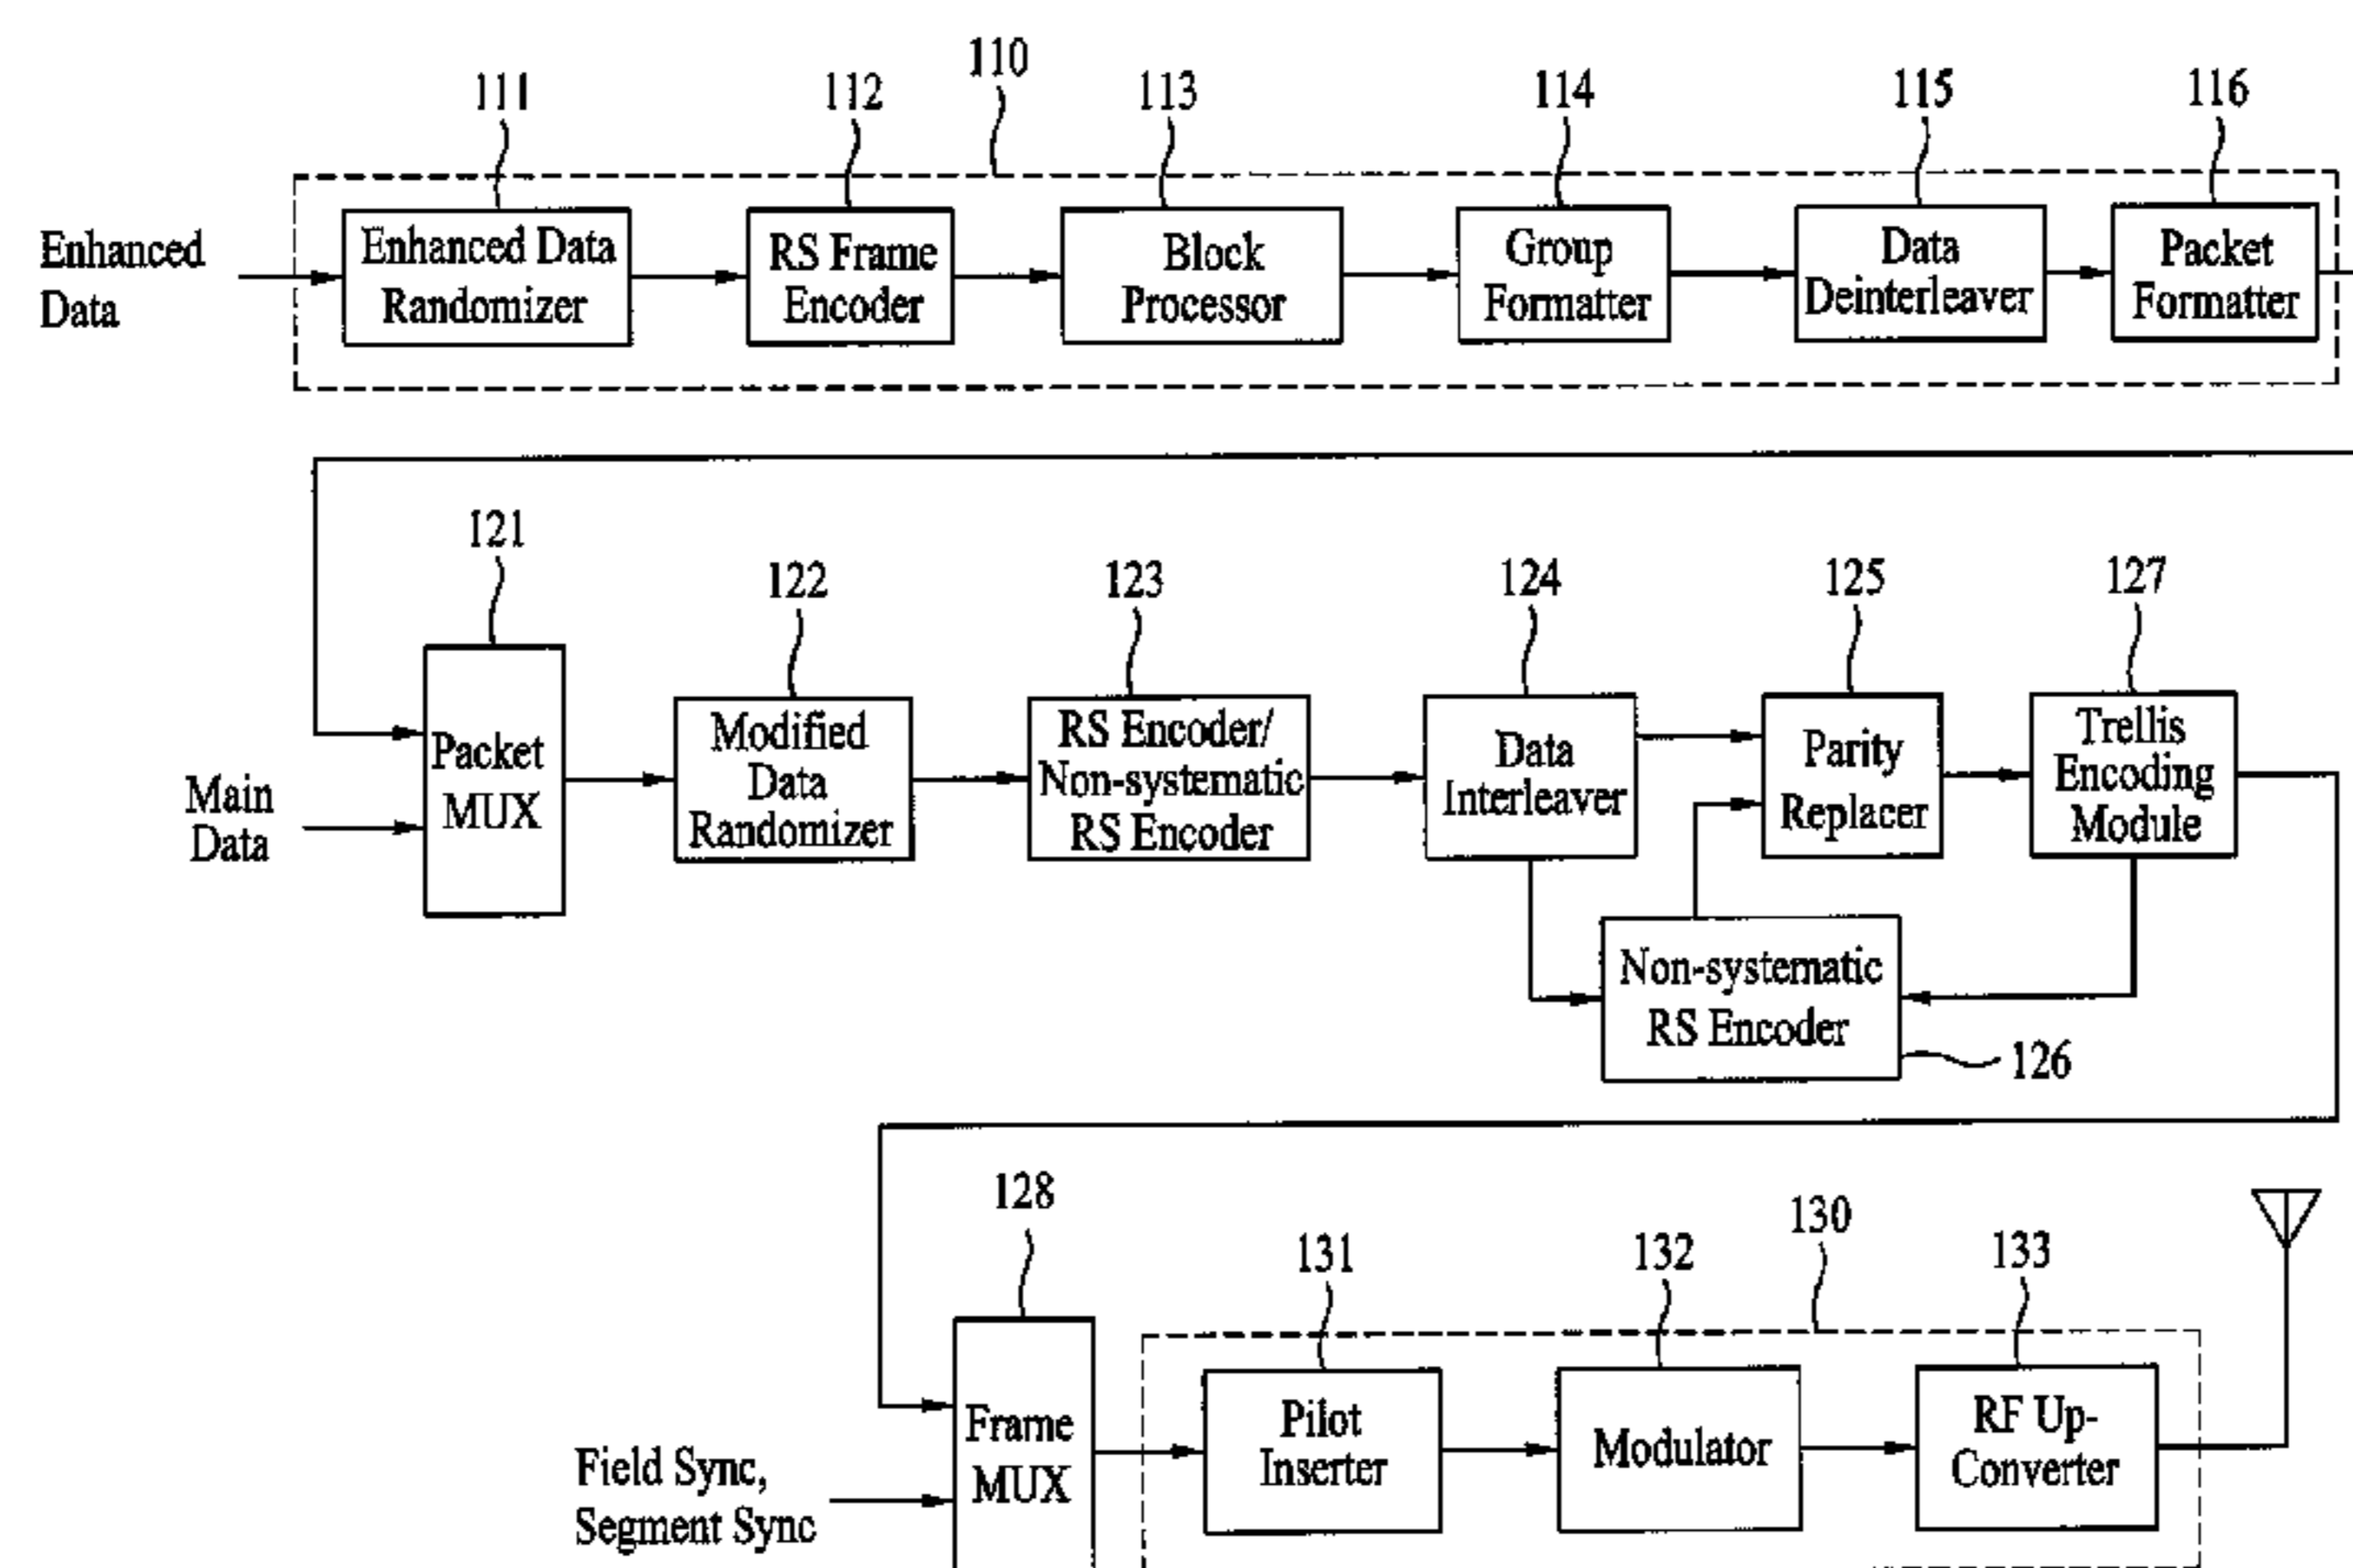 110
111
112
113
114
115
116
Enhanced
Data
Enhanced Data
Randomizer
RS Frame
Encoder
Block
Processor
Group
Formatter
Data
Deinterleaver
Packet
Formatter
121
122
123
124
125
127
Main
Data
Packet
MUX
Modified
Data
Randomizer
RS Encoder/
Non-systematic
RS Encoder
Data
Interleaver
Parity
Replacer
Trellis
Encoding
Module
Non-systematic
RS Encoder
126
128
130
131
132
133
Field Sync,
Segment Sync
Frame
MUX
Pilot
Inserter
Modulator
RF Up-
Converter